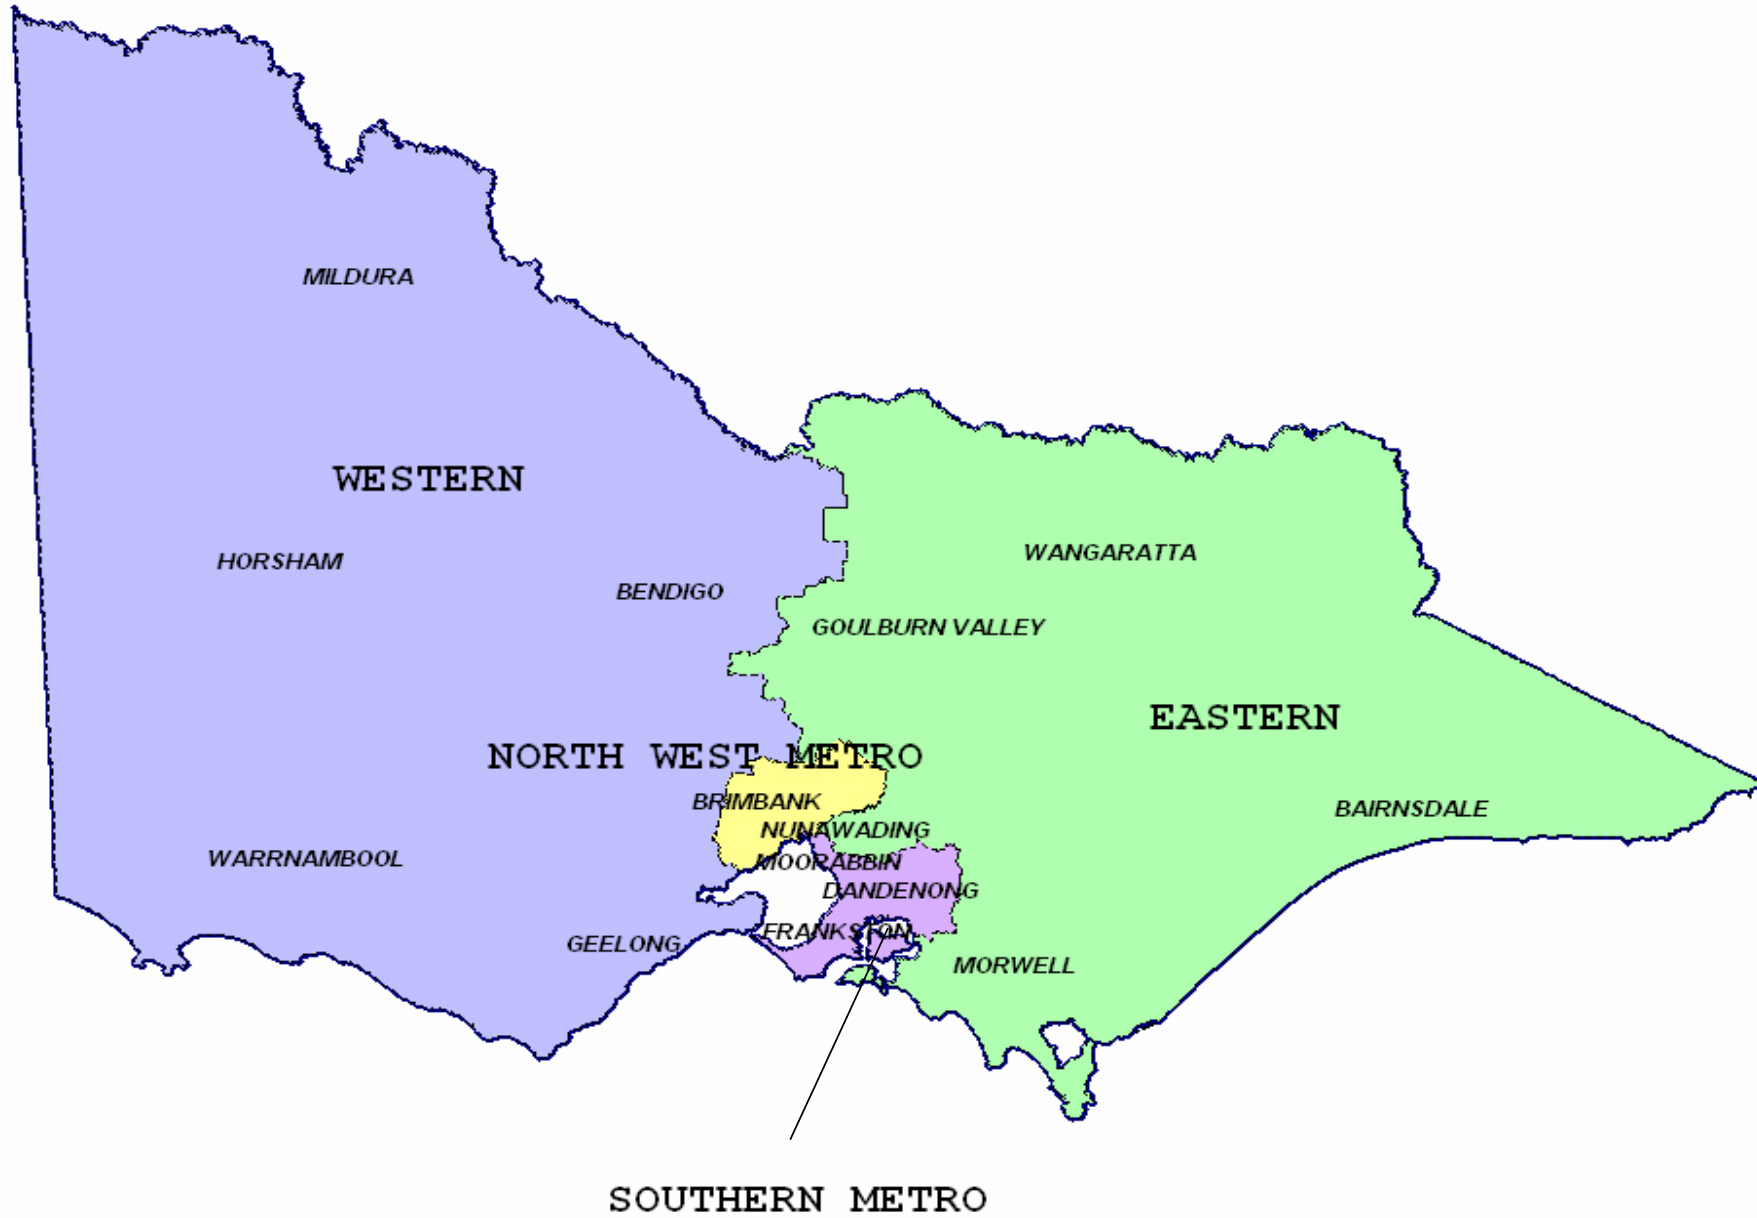 MILDURA
WESTERN
HORSHAM
BENDIGO
WANGARATTA
GOULBURN VALLEY
EASTERN
NORTH WEST METRO
BRIMBANK
BAIRNSDALE
NUNAWADING
WARRNAMBOOL
MOORABBIN
DANDENONG
FRANKSTON
GEELONG
MORWELL
SOUTHERN METRO